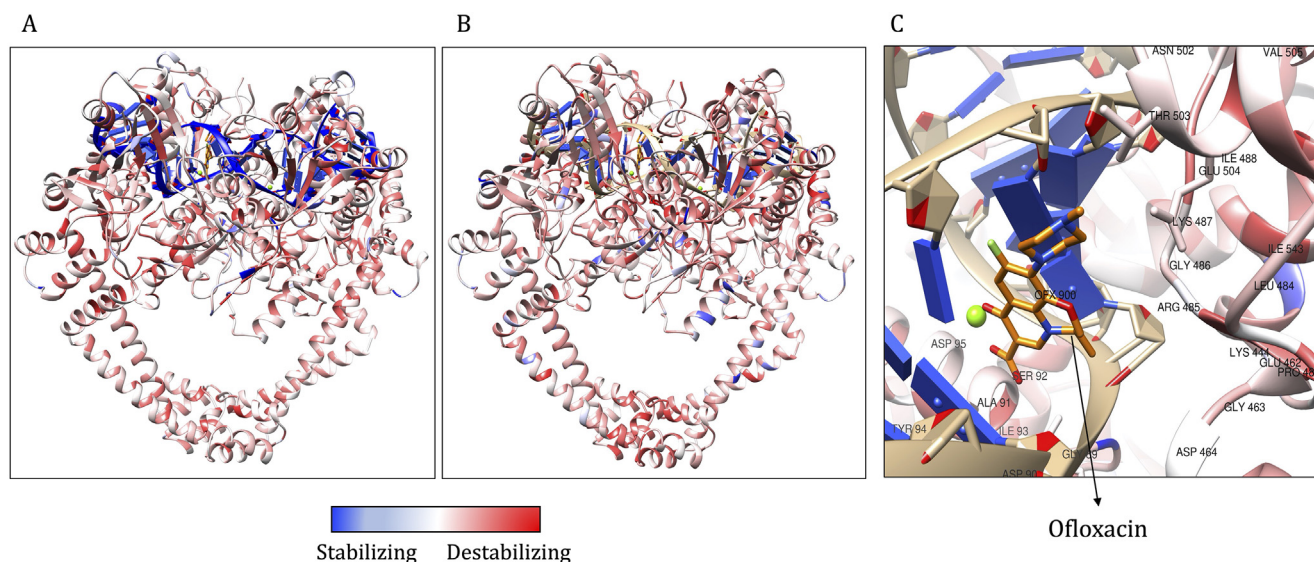 A
B
C
ASN 502
VAL 505
THR 503
ILE 488
GLU 504
LYS 487
ILE 543
GLY 486
LEU 484
OFX 900
ARG 485
ASP 95
LYS 444
GLU 462
SER 92
PRO 48
ALA 91
GLY 463
TYR 94
ILE 93
ASP 464
ASP 90
Stabilizing
Destabilizing
Ofloxacin